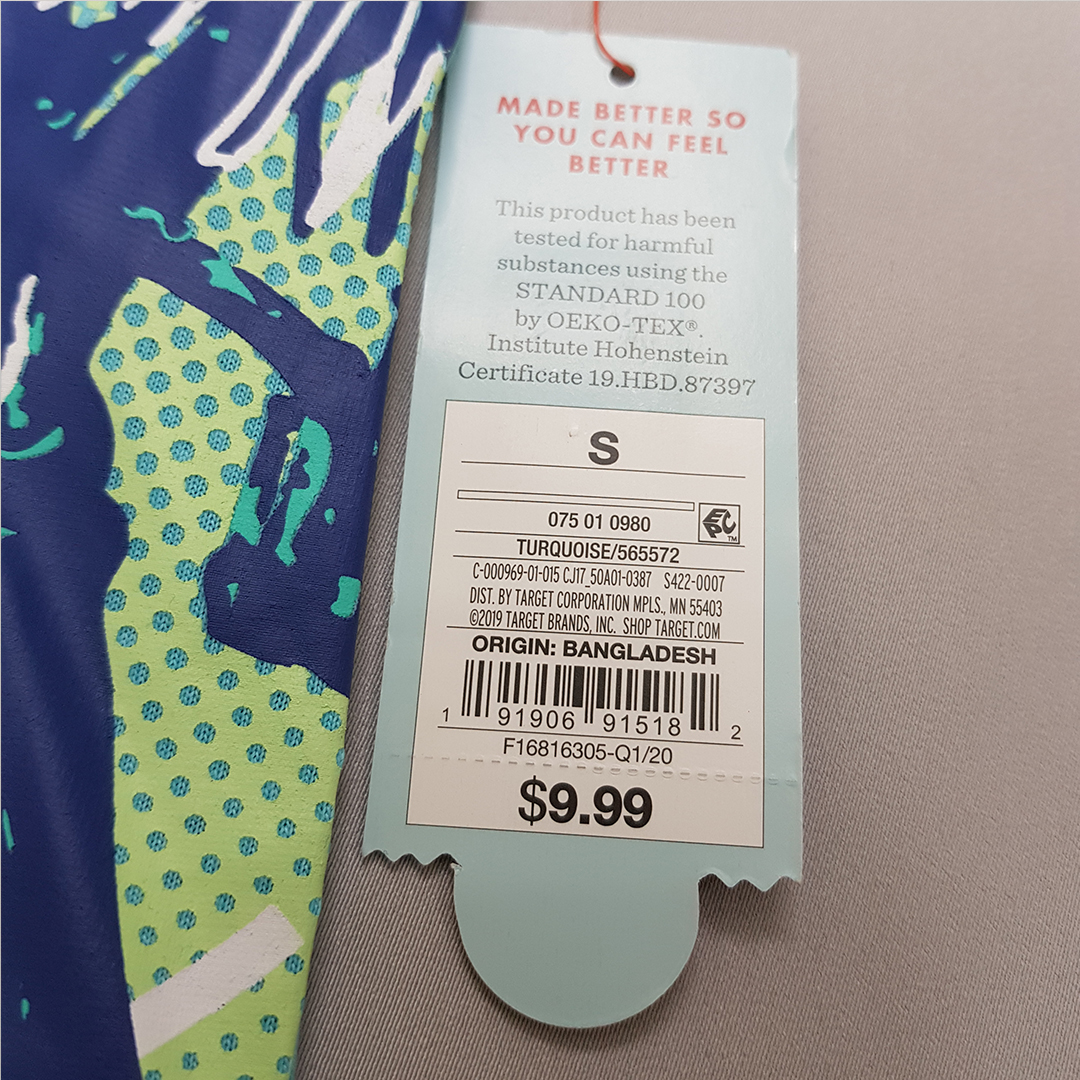 MADE BETTER SO
YOU CAN FEEL
BETTER
This product has been
tested for harmful
substances using the
STANDARD 100
by OEKO-TEX®.
Institute Hohenstein
Certificate 19.HBD.87397
S
075 01 0980
EPC TM
TURQUOISE/565572
C-000969-01-015 CJ17_50A01-0387 S422-0007
DIST. BY TARGET CORPORATION MPLS., MN 55403
©2019 TARGET BRANDS, INC. SHOP TARGET.COM
ORIGIN: BANGLADESH
1 91906 91518 2
F16816305-Q1/20
$9.99